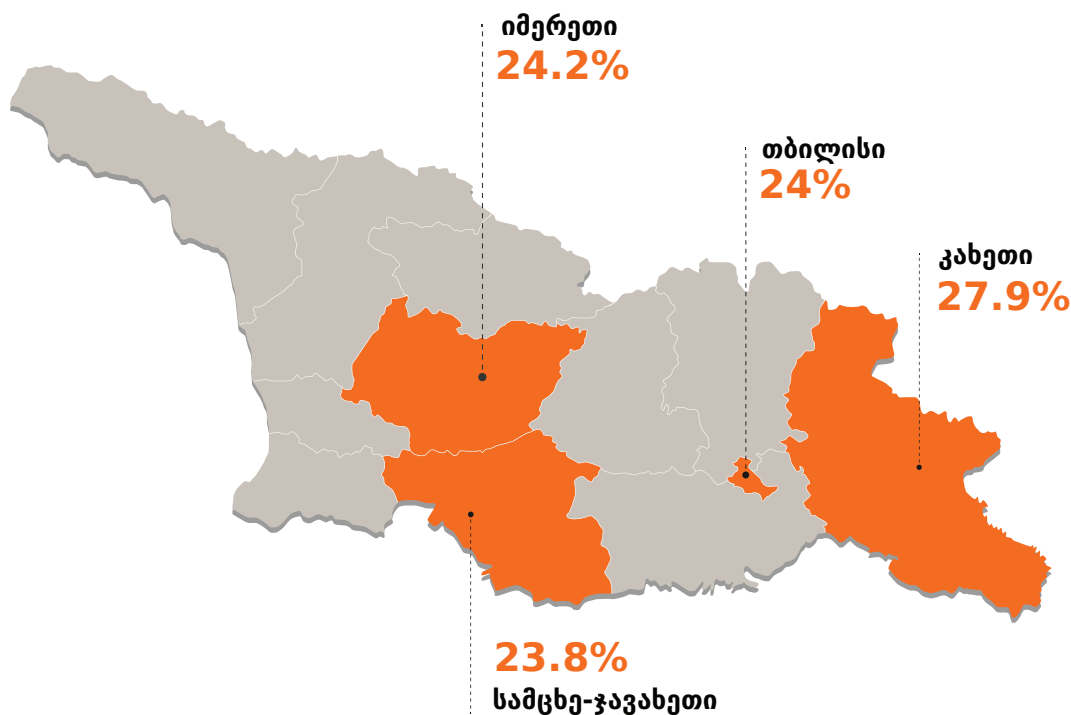 იმერეთი
24.2%
თბილისი
24%
კახეთი
27.9%
23.8%
სამცხე-ჯავახეთი